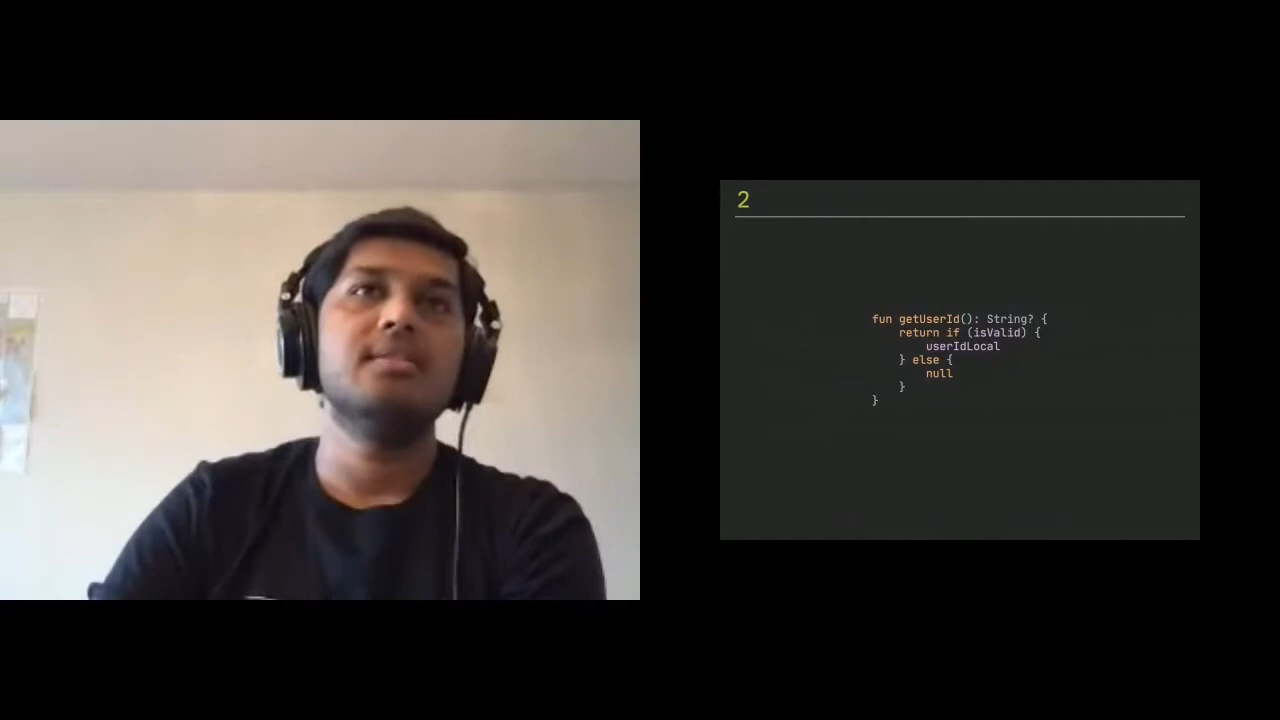 2
fun getUserId(): String? {
    return if (isValid) {
        userIdLocal
    } else {
        null
    }
}